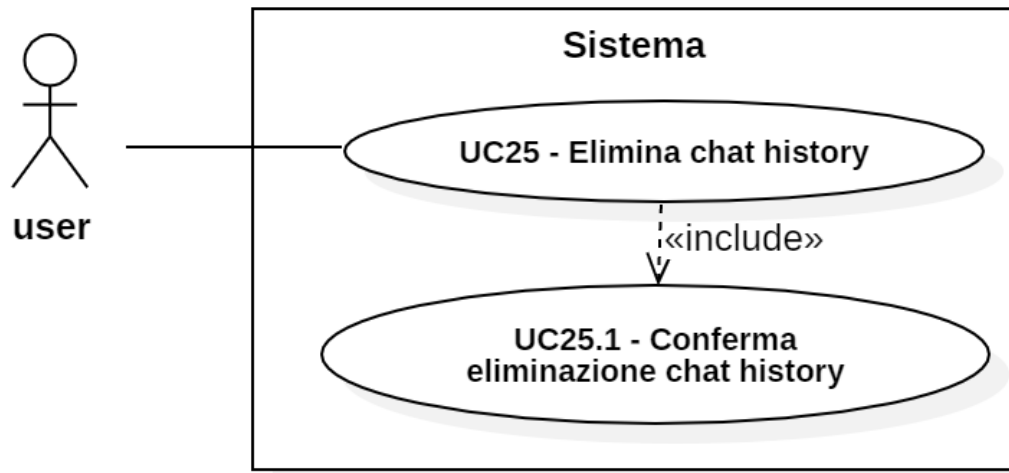 Sistema
UC25 - Elimina chat history
user
«include»
UC25.1 - Conferma
eliminazione chat history